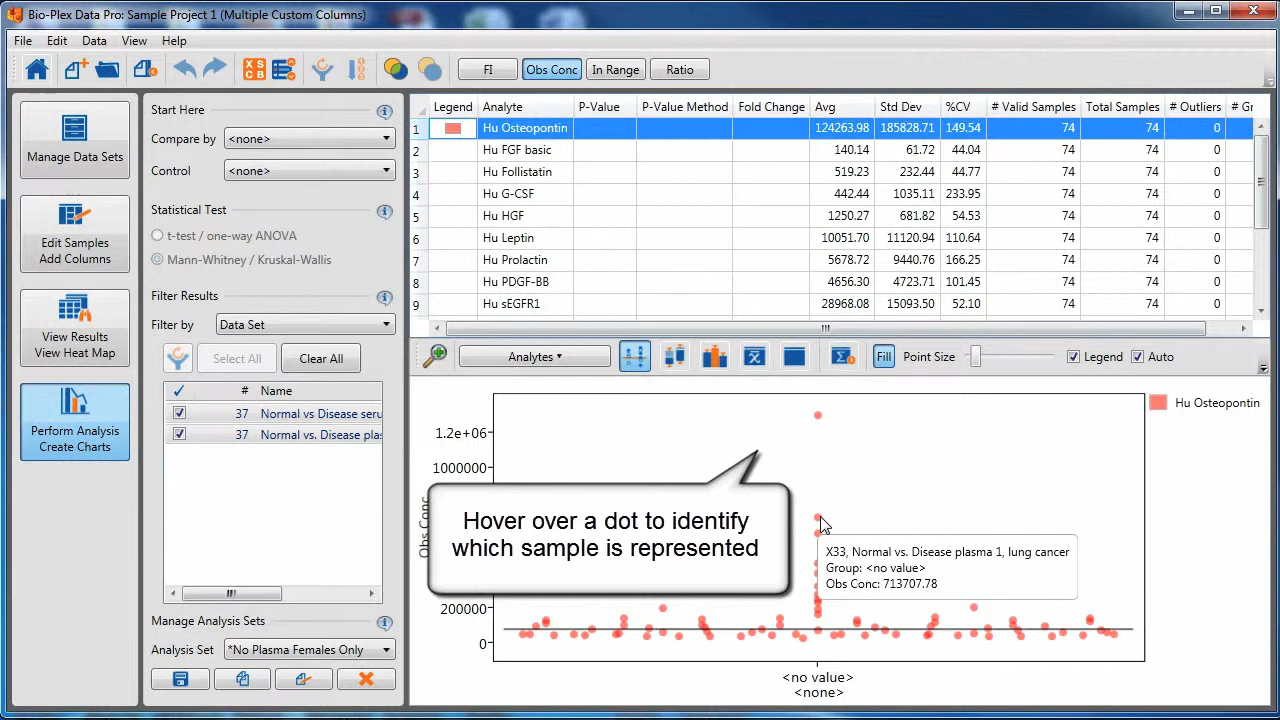 Bio-Plex Data Pro: Sample Project 1 (Multiple Custom Columns)
File Edit Data View Help
FI Obs Conc In Range Ratio
Manage Data Sets
Edit Samples
Add Columns
View Results
View Heat Map
Perform Analysis
Create Charts
Start Here
Compare by <none>
Control <none>
Statistical Test
t-test / one-way ANOVA
Mann-Whitney / Kruskal-Wallis
Filter Results
Filter by Data Set
Select All Clear All
# Name
37 Normal vs Disease seru
37 Normal vs. Disease plas
Manage Analysis Sets
Analysis Set *No Plasma Females Only
Legend Analyte P-Value P-Value Method Fold Change Avg Std Dev %CV # Valid Samples Total Samples # Outliers # Gr
1 Hu Osteopontin 124263.98 185828.71 149.54 74 74 0
2 Hu FGF basic 140.14 61.72 44.04 74 74 0
3 Hu Follistatin 519.23 232.44 44.77 74 74 0
4 Hu G-CSF 442.44 1035.11 233.95 74 74 0
5 Hu HGF 1250.27 681.82 54.53 74 74 0
6 Hu Leptin 10051.70 11120.94 110.64 74 74 0
7 Hu Prolactin 5678.72 9440.76 166.25 74 74 0
8 Hu PDGF-BB 4656.30 4723.71 101.45 74 74 0
9 Hu sEGFR1 28968.08 15093.50 52.10 74 74 0
Analytes Fill Point Size Legend Auto
Hu Osteopontin
1.2e+06
1000000
Obs Conc
200000
0
Hover over a dot to identify
which sample is represented
X33, Normal vs. Disease plasma 1, lung cancer
Group: <no value>
Obs Conc: 713707.78
<no value>
<none>